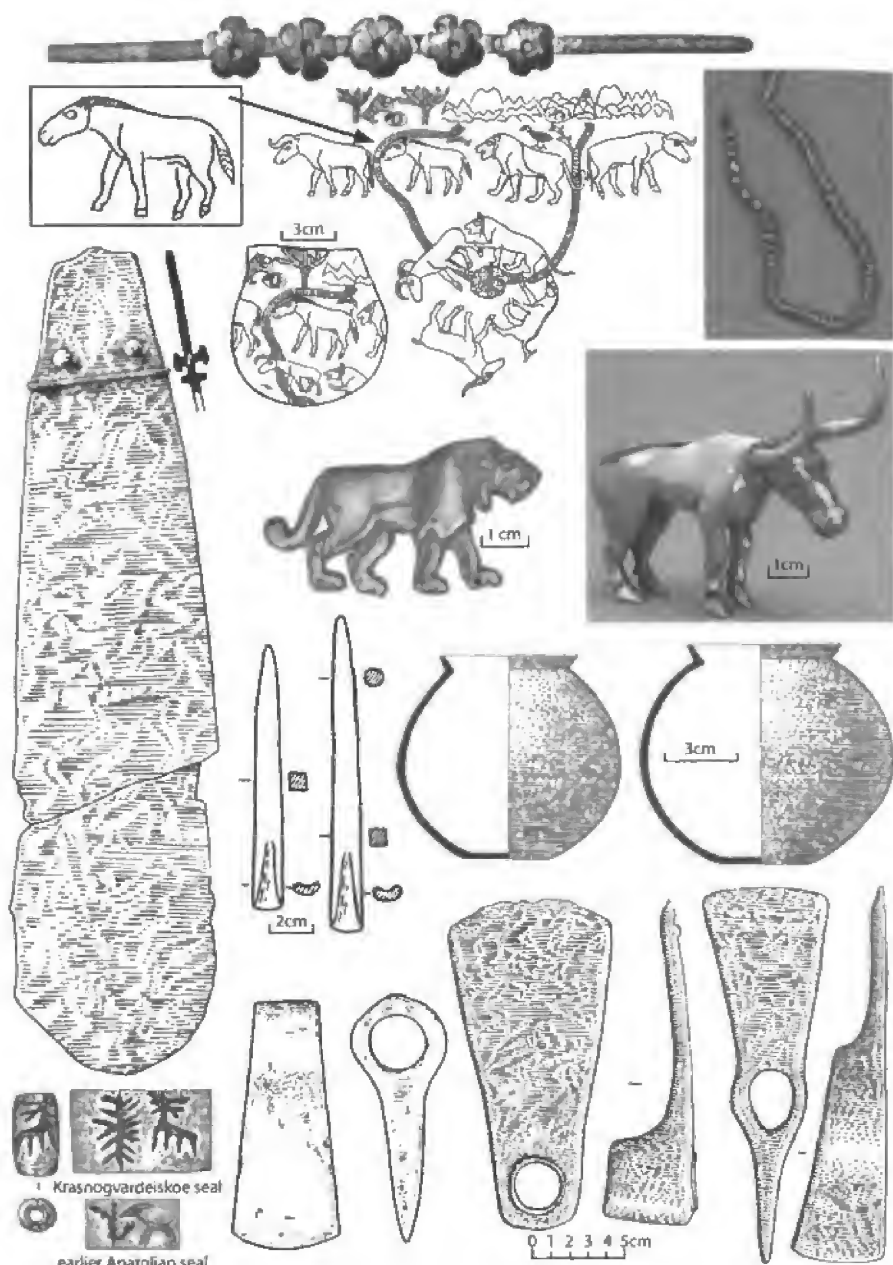 3cm
1 cm
1cm
3cm
2cm
Krasnogvardeiskoe seal
0 1 2 3 4 5cm
earlier Anatolian seal